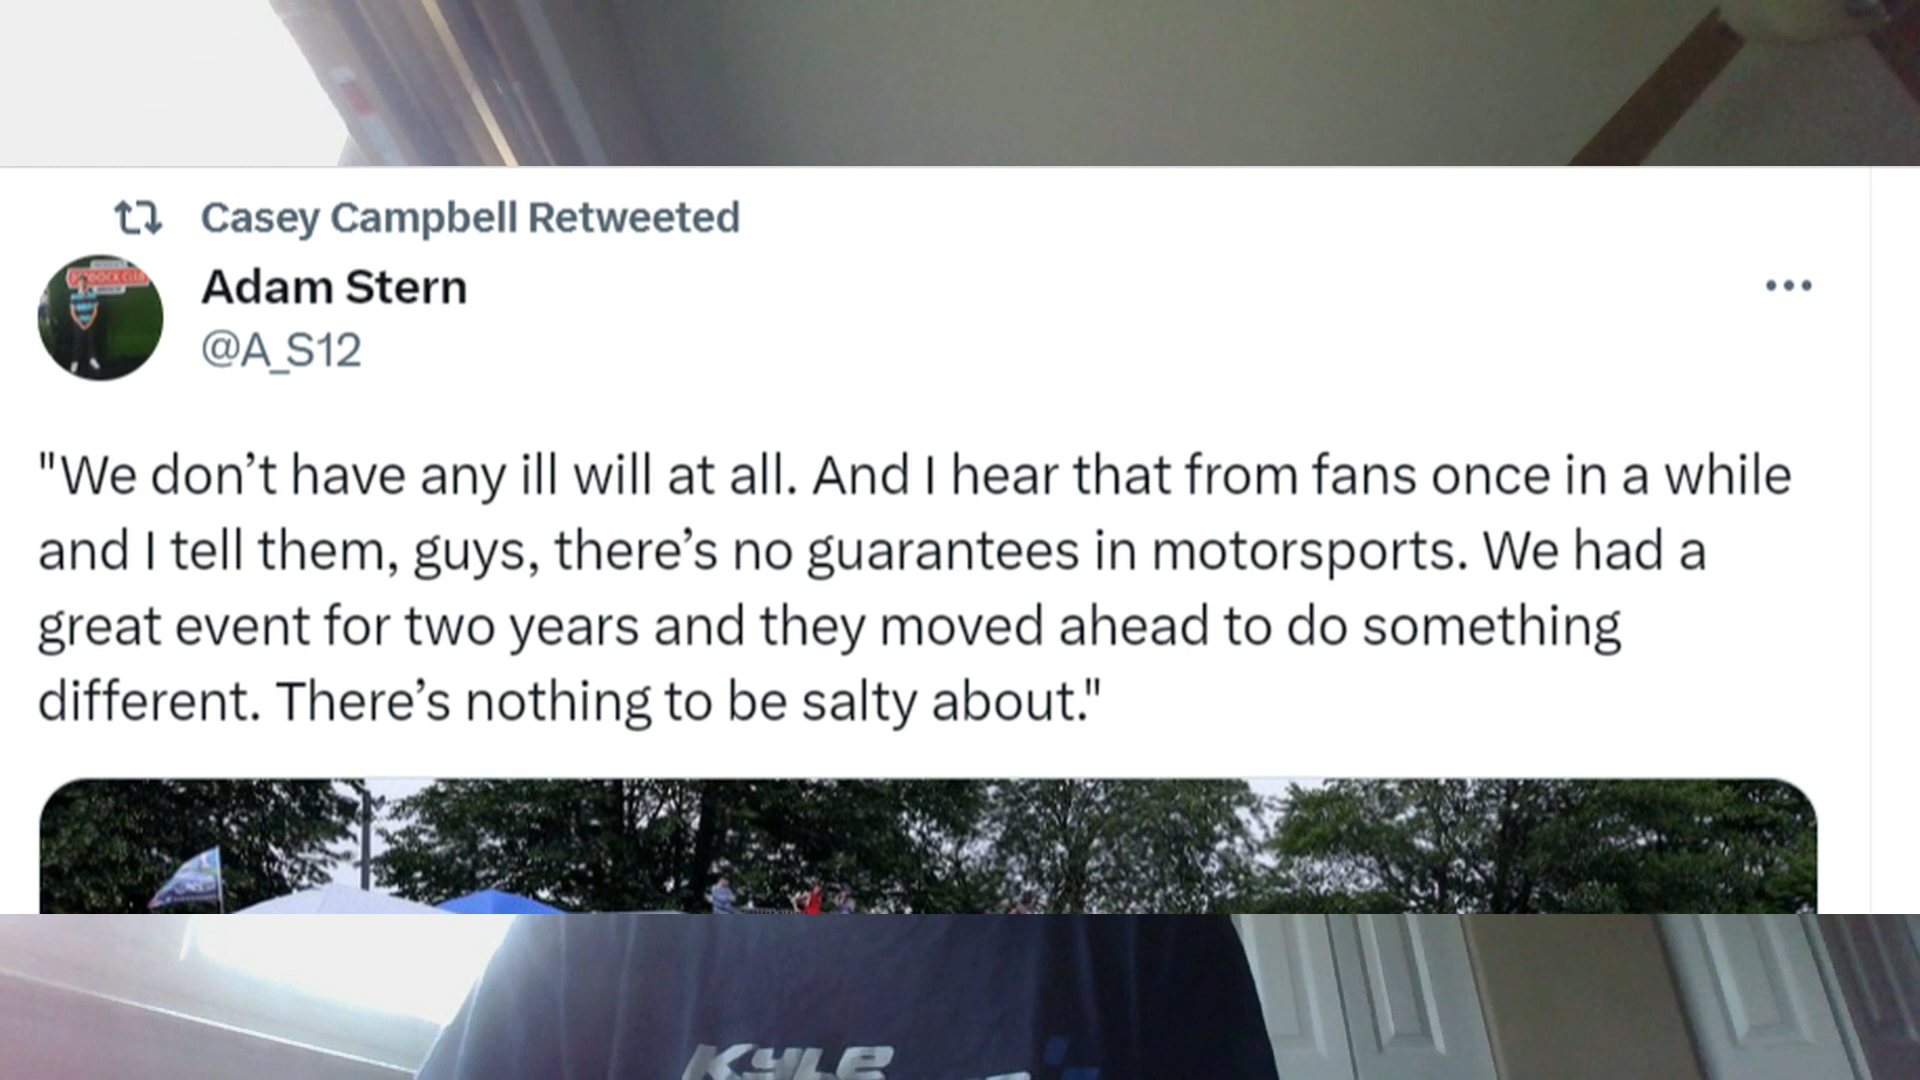 Casey Campbell Retweeted
Adam Stern
@A_S12
"We don’t have any ill will at all. And I hear that from fans once in a while
and I tell them, guys, there’s no guarantees in motorsports. We had a
great event for two years and they moved ahead to do something
different. There’s nothing to be salty about."
KYLE